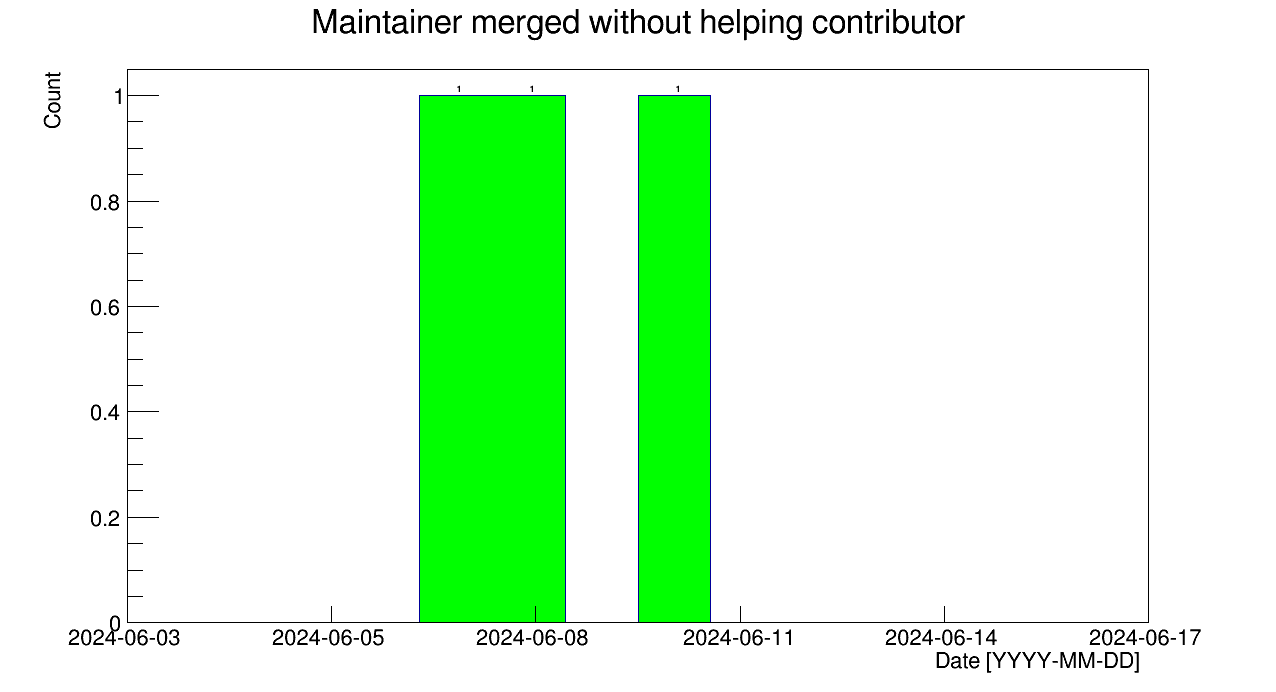 Maintainer merged without helping contributor
Count
1 1 1
1
0.8
0.6
0.4
0.2
0
2024-06-03 2024-06-05 2024-06-08 2024-06-11 2024-06-14 2024-06-17
Date [YYYY-MM-DD]